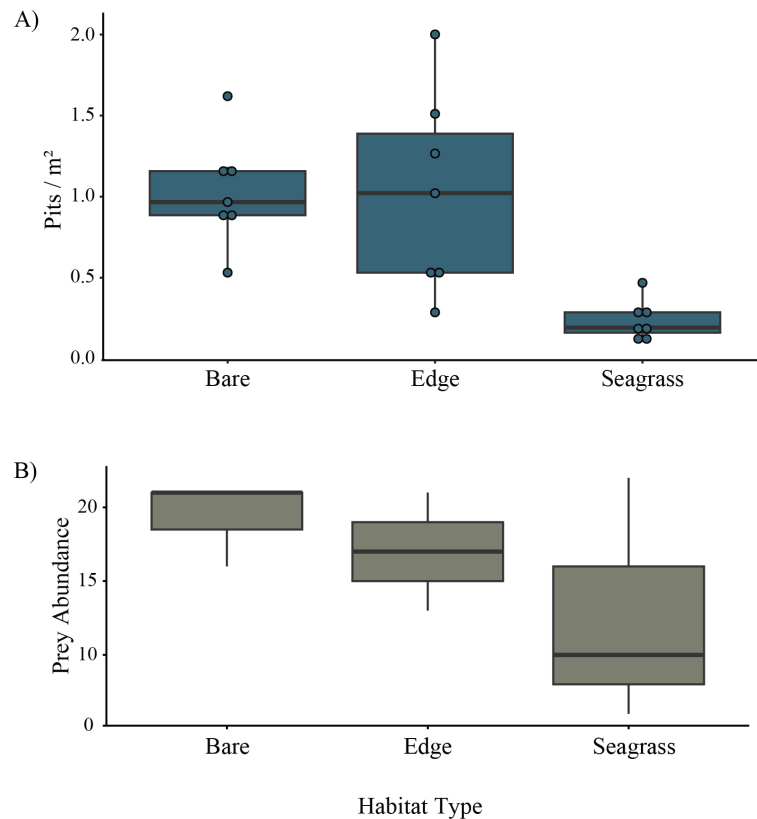 A)
Pits / m²
2.0
1.5
1.0
0.5
0.0
Bare Edge Seagrass
B)
Prey Abundance
20
15
10
0
Bare Edge Seagrass
Habitat Type